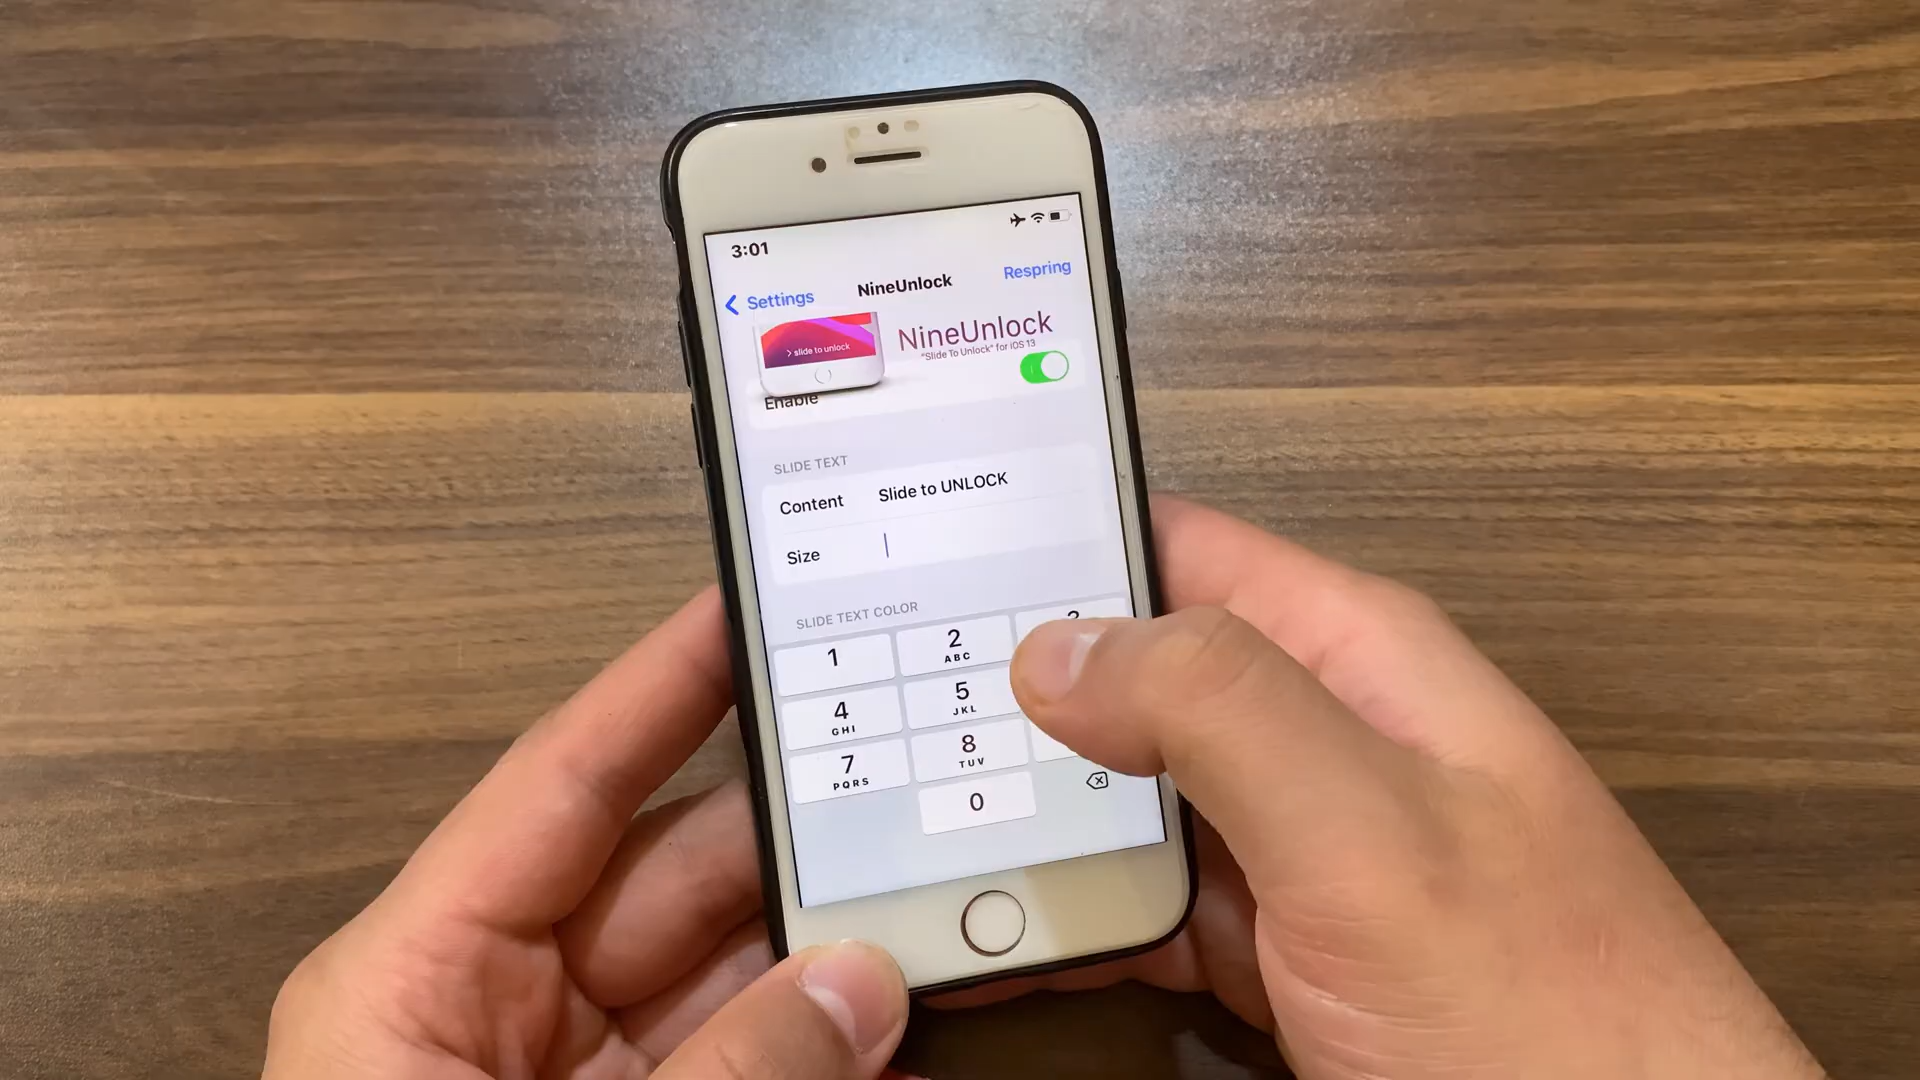 3:01
Settings
NineUnlock
Respring
slide to unlock
NineUnlock
"Slide To Unlock" for iOS 13
Enable
SLIDE TEXT
Content Slide to UNLOCK
Size
SLIDE TEXT COLOR
1
2
ABC
4
GHI
5
JKL
7
PQRS
8
TUV
0